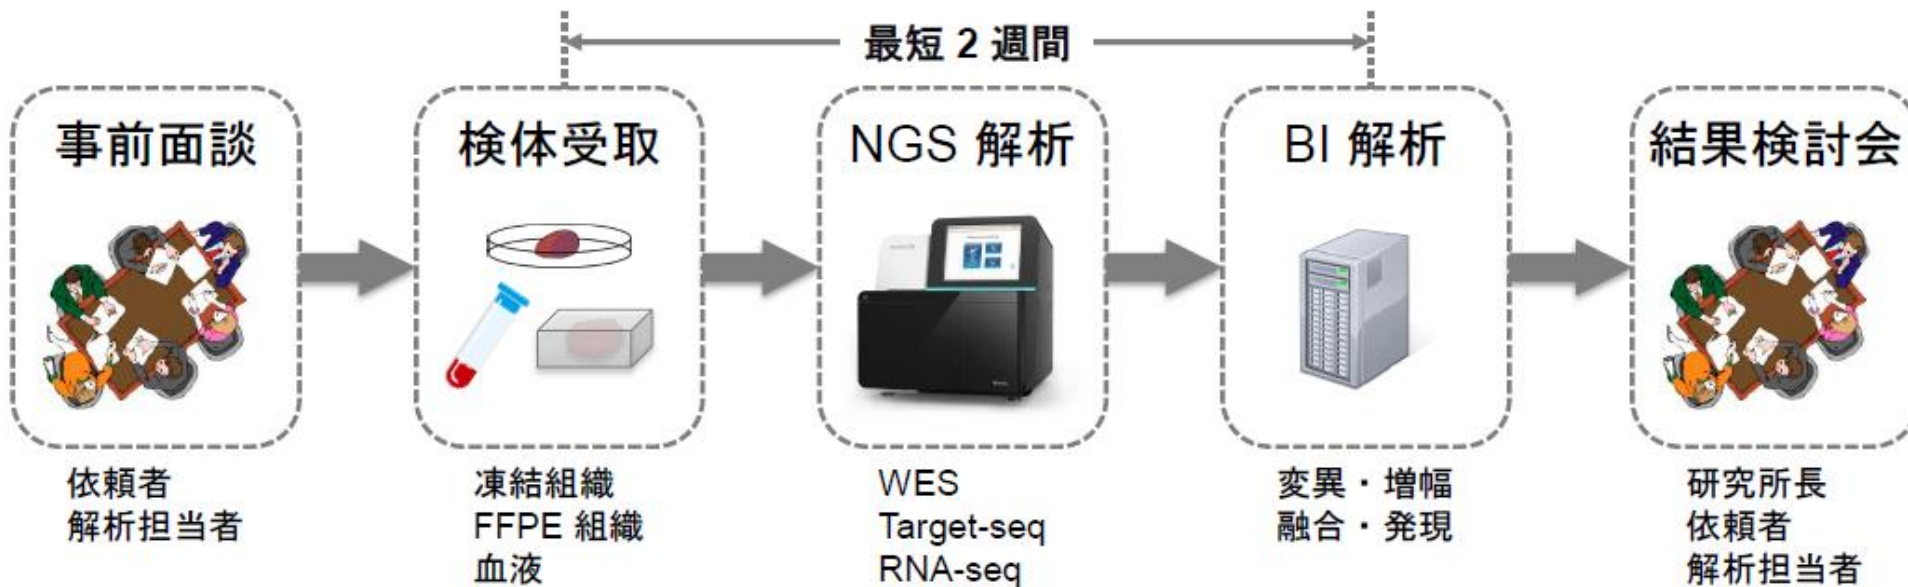 最短 2 週間
事前面談
検体受取
NGS 解析
BI 解析
結果検討会
依頼者
解析担当者
凍結組織
FFPE 組織
血液
WES
Target-seq
RNA-seq
変異・増幅
融合・発現
研究所長
依頼者
解析担当者